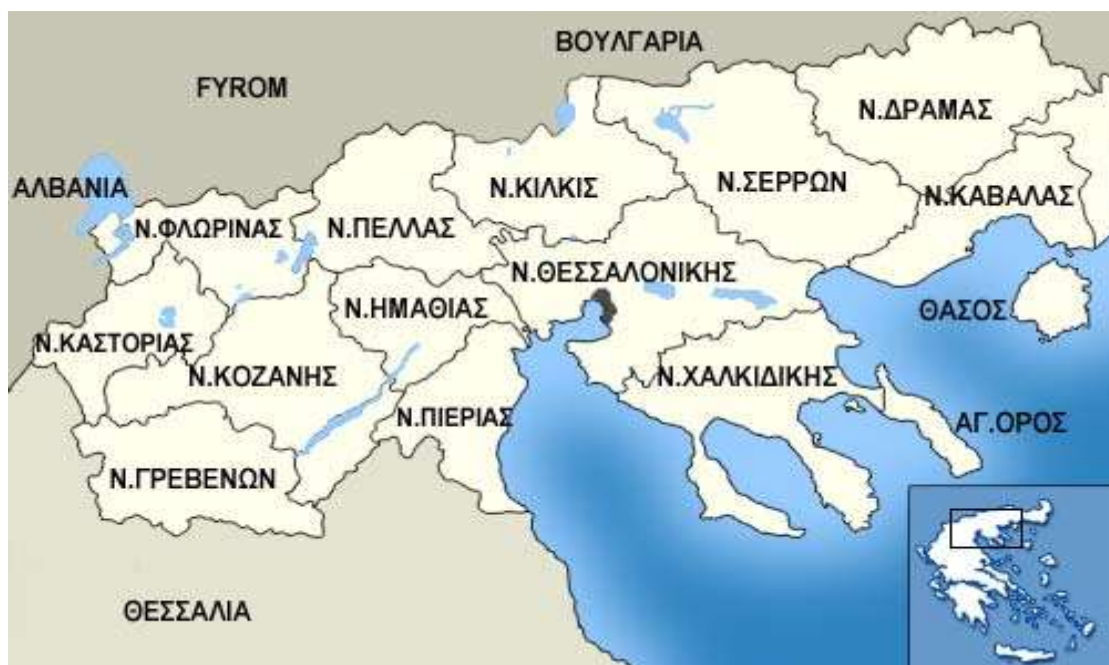 ΒΟΥΛΓΑΡΙΑ
FYROM
Ν.ΔΡΑΜΑΣ
ΑΛΒΑΝΙΑ
Ν.ΚΙΛΚΙΣ
Ν.ΣΕΡΡΩΝ
Ν.ΚΑΒΑΛΑΣ
Ν.ΦΛΩΡΙΝΑΣ
Ν.ΠΕΛΛΑΣ
Ν.ΘΕΣΣΑΛΟΝΙΚΗΣ
Ν.ΗΜΑΘΙΑΣ
ΘΑΣΟΣ
Ν.ΚΑΣΤΟΡΙΑΣ
Ν.ΚΟΖΑΝΗΣ
Ν.ΧΑΛΚΙΔΙΚΗΣ
Ν.ΠΙΕΡΙΑΣ
ΑΓ.ΟΡΟΣ
Ν.ΓΡΕΒΕΝΩΝ
ΘΕΣΣΑΛΙΑ